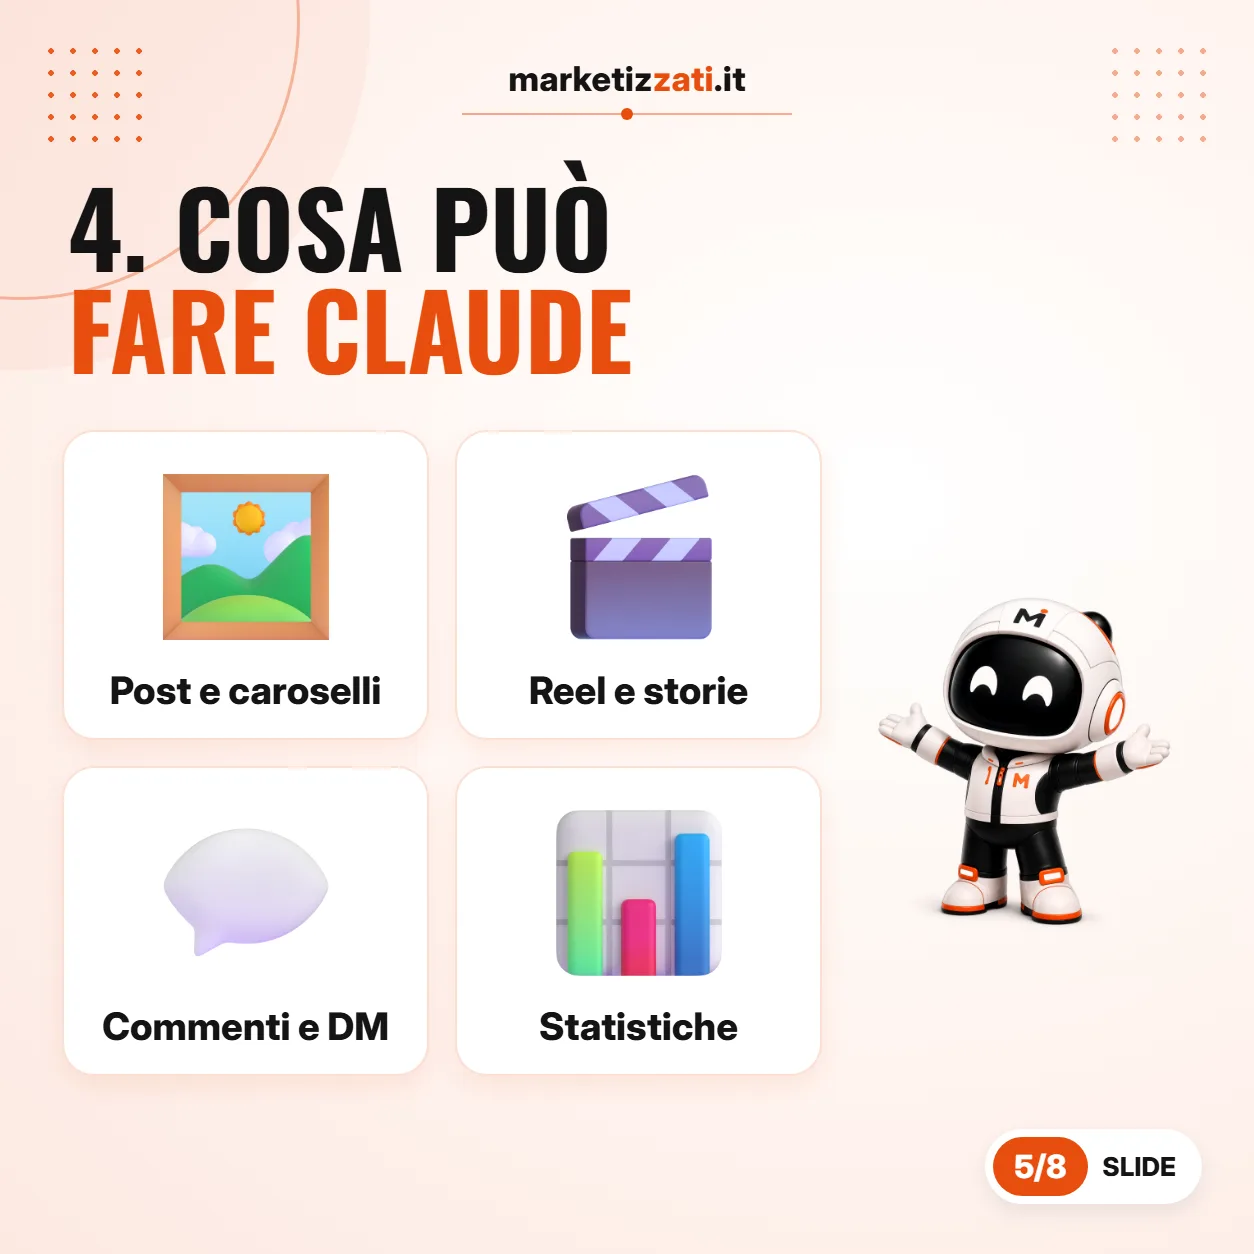 marketizzati.it
4. COSA PUÒ
FARE CLAUDE
Post e caroselli
Reel e storie
M
M
Commenti e DM
Statistiche
5/8 SLIDE